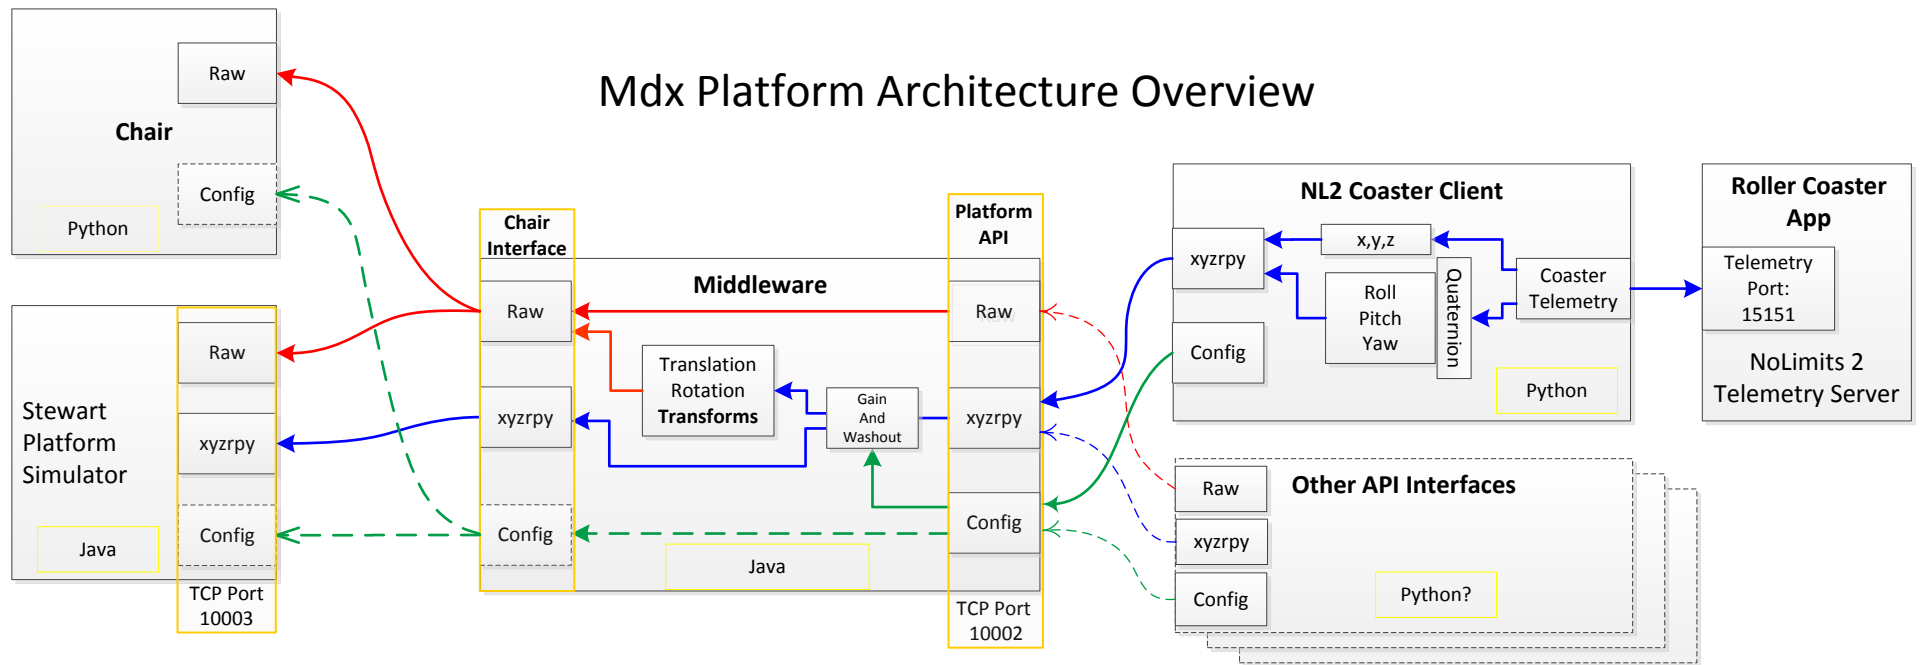 Mdx Platform Architecture Overview
Raw
Chair
Config
Python
Raw
Stewart
Platform
Simulator
xyzrpy
Config
Java
TCP Port
10003
Chair
Interface
Raw
xyzrpy
Config
Middleware
Translation
Rotation
Transforms
Gain
And
Washout
Java
Platform
API
Raw
xyzrpy
Config
TCP Port
10002
NL2 Coaster Client
xyzrpy
x,y,z
Roll
Pitch
Yaw
Quaternion
Coaster
Telemetry
Config
Python
Other API Interfaces
Raw
xyzrpy
Config
Python?
Roller Coaster
App
Telemetry
Port:
15151
NoLimits 2
Telemetry Server